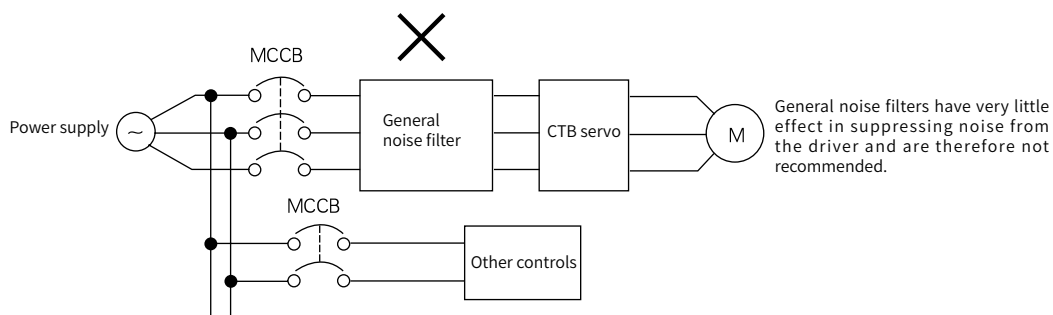 MCCB
Power supply
~
General
noise filter
CTB servo
M
General noise filters have very little
effect in suppressing noise from
the driver and are therefore not
recommended.
MCCB
Other controls